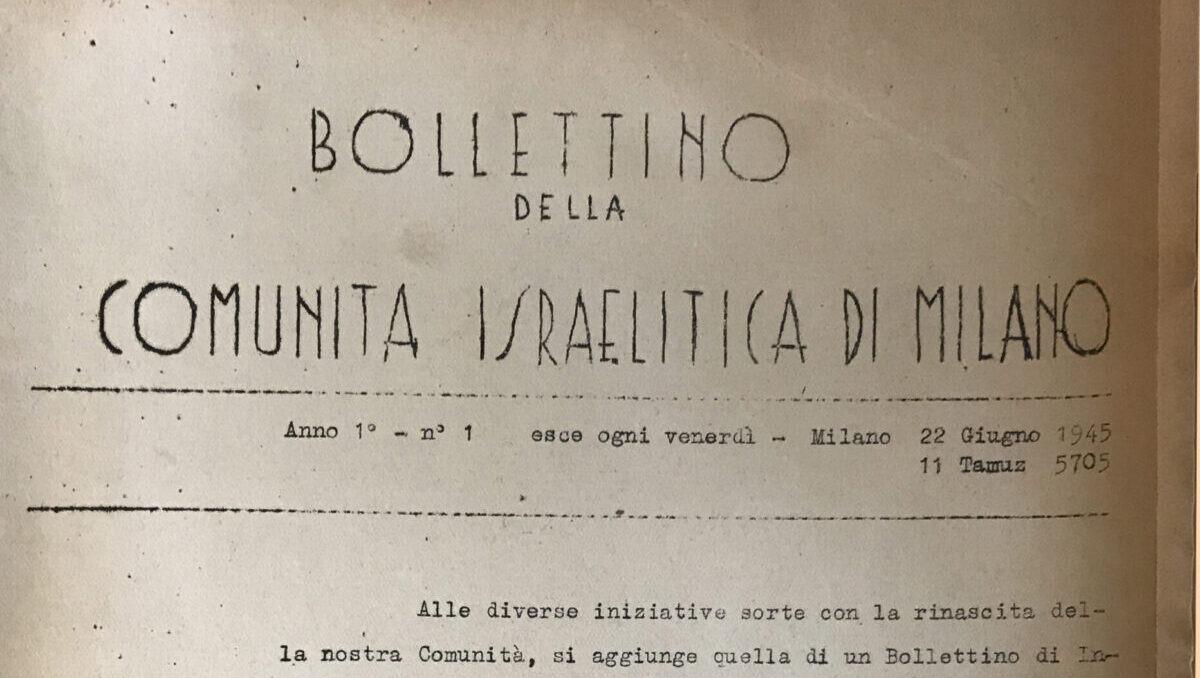 BOLLETTINO
DELLA
COMUNITA ISRAELITICA DI MILANO
Anno 1° - n° 1 esce ogni venerdì - Milano 22 Giugno 1945
11 Tamuz 5705
Alle diverse iniziative sorte con la rinascita del-
la nostra Comunità, si aggiunge quella di un Bollettino di In-